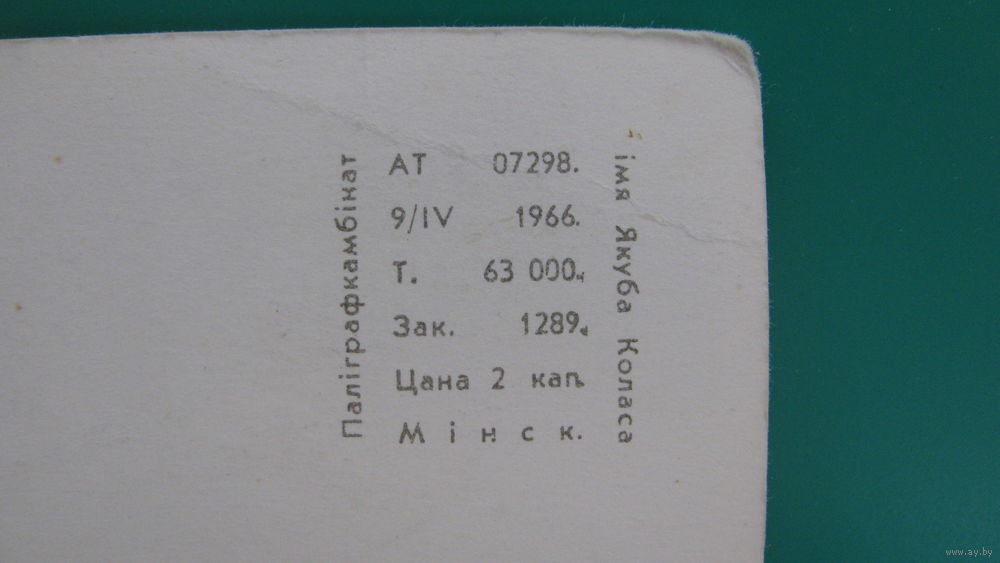 Паліграфкамбінат
АТ 07298.
9/IV 1966.
Т. 63 000.
Зак. 1289.
Цана 2 кап.
Мінск.
імя Якуба Коласа
www.ay.by